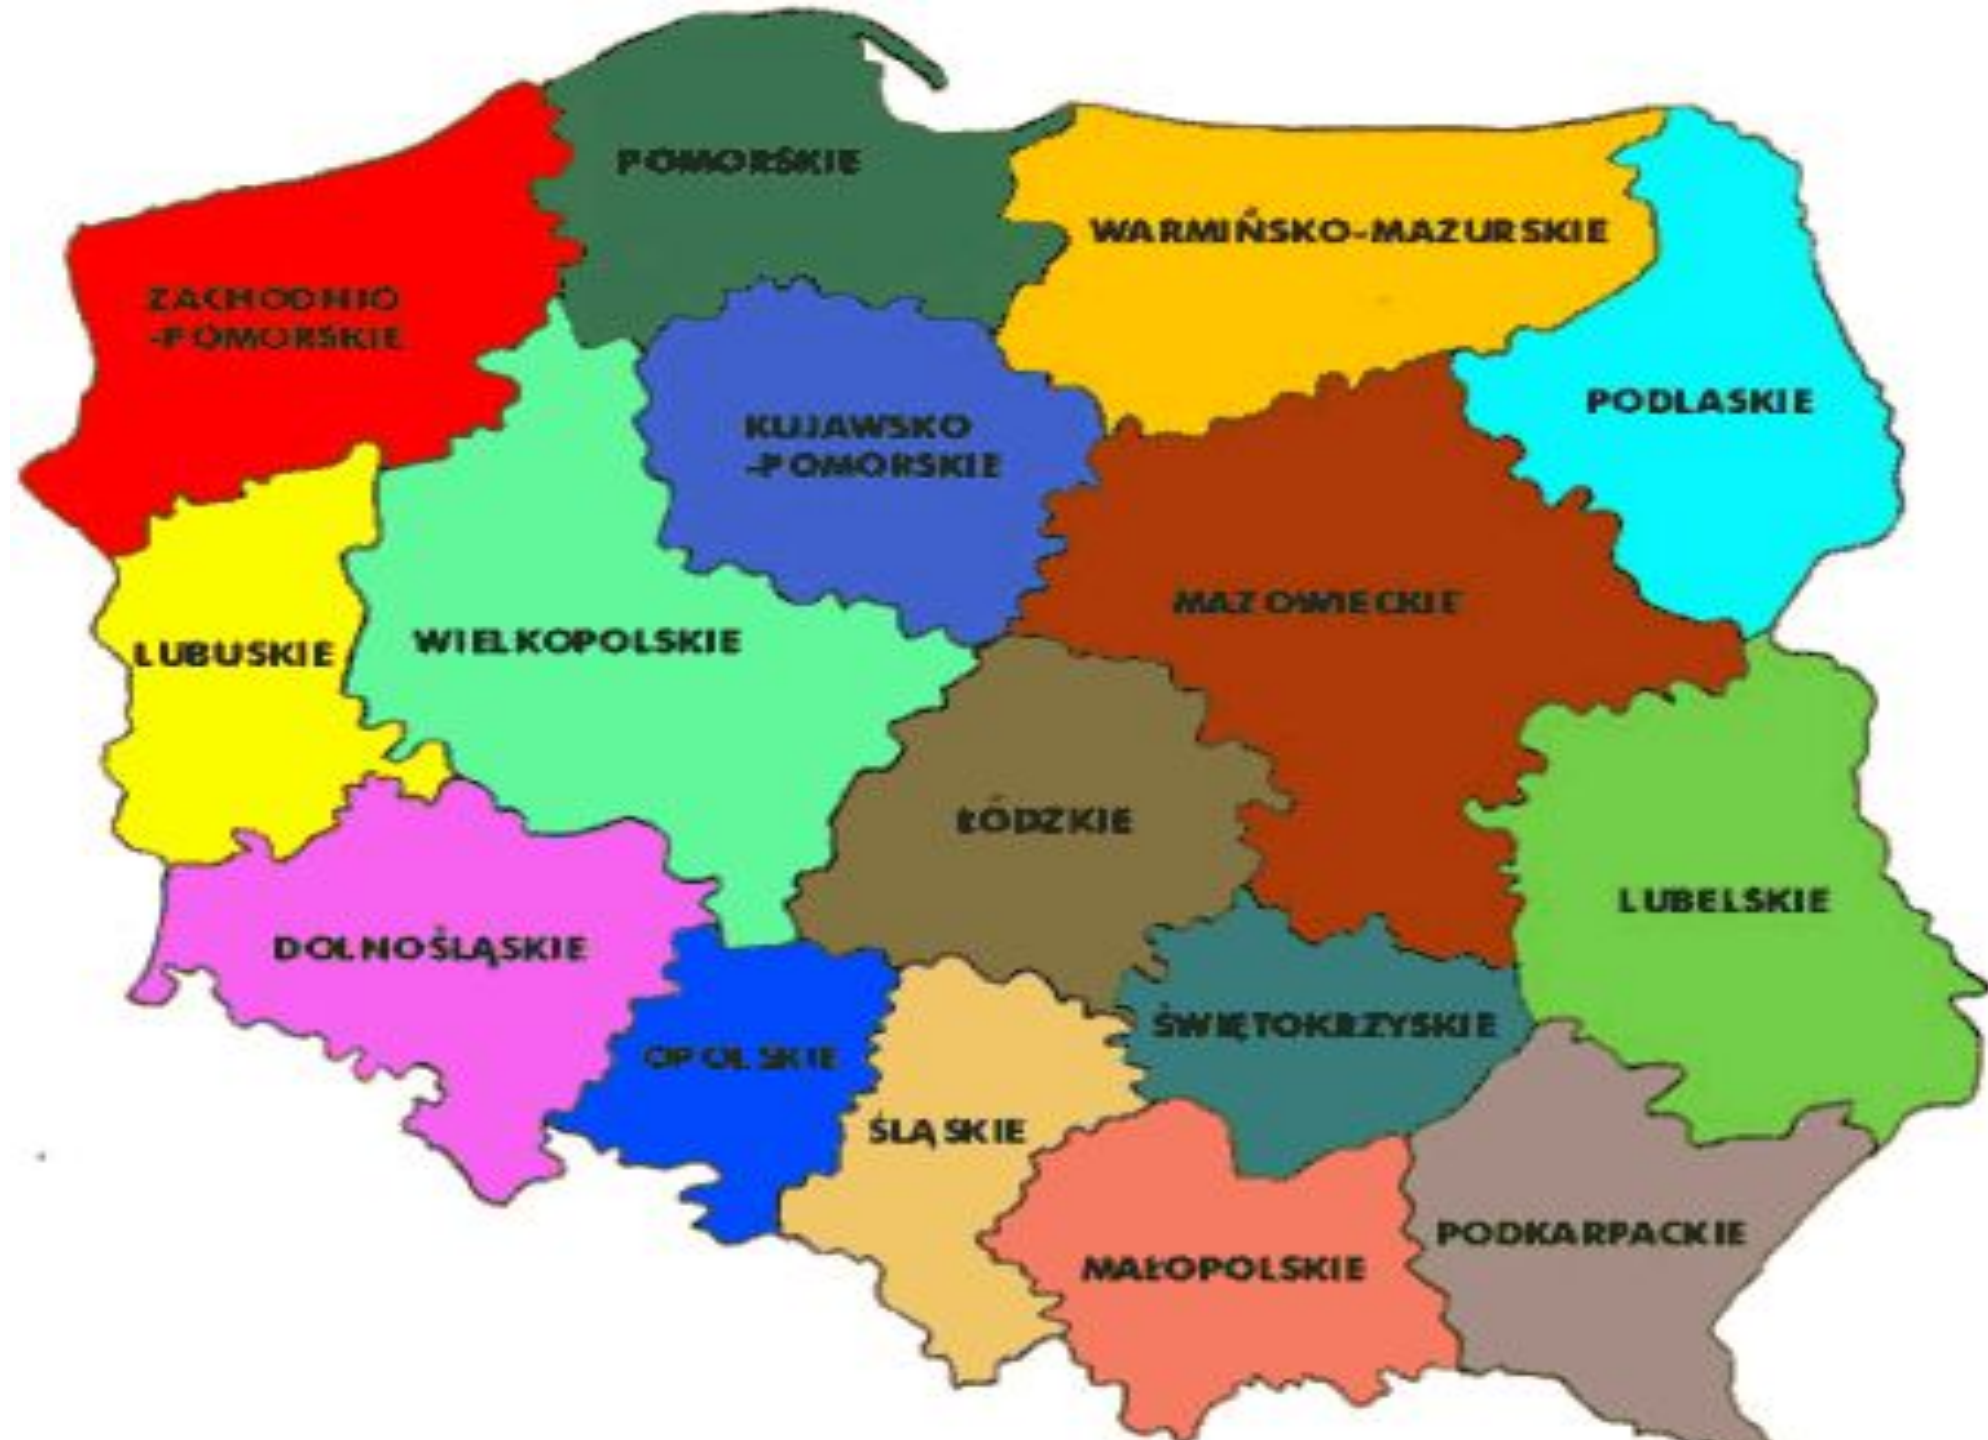 POMORSKIE
WARMIŃSKO-MAZURSKIE
ZACHODNIO
-POMORSKIE
PODLASKIE
KUJAWSKO
-POMORSKIE
MAZOWIECKIE
LUBUSKIE
WIELKOPOLSKIE
ŁÓDZKIE
LUBELSKIE
DOLNOŚLĄSKIE
ŚWIĘTOKRZYSKIE
OPOLSKIE
ŚLĄSKIE
PODKARPACKIE
MAŁOPOLSKIE